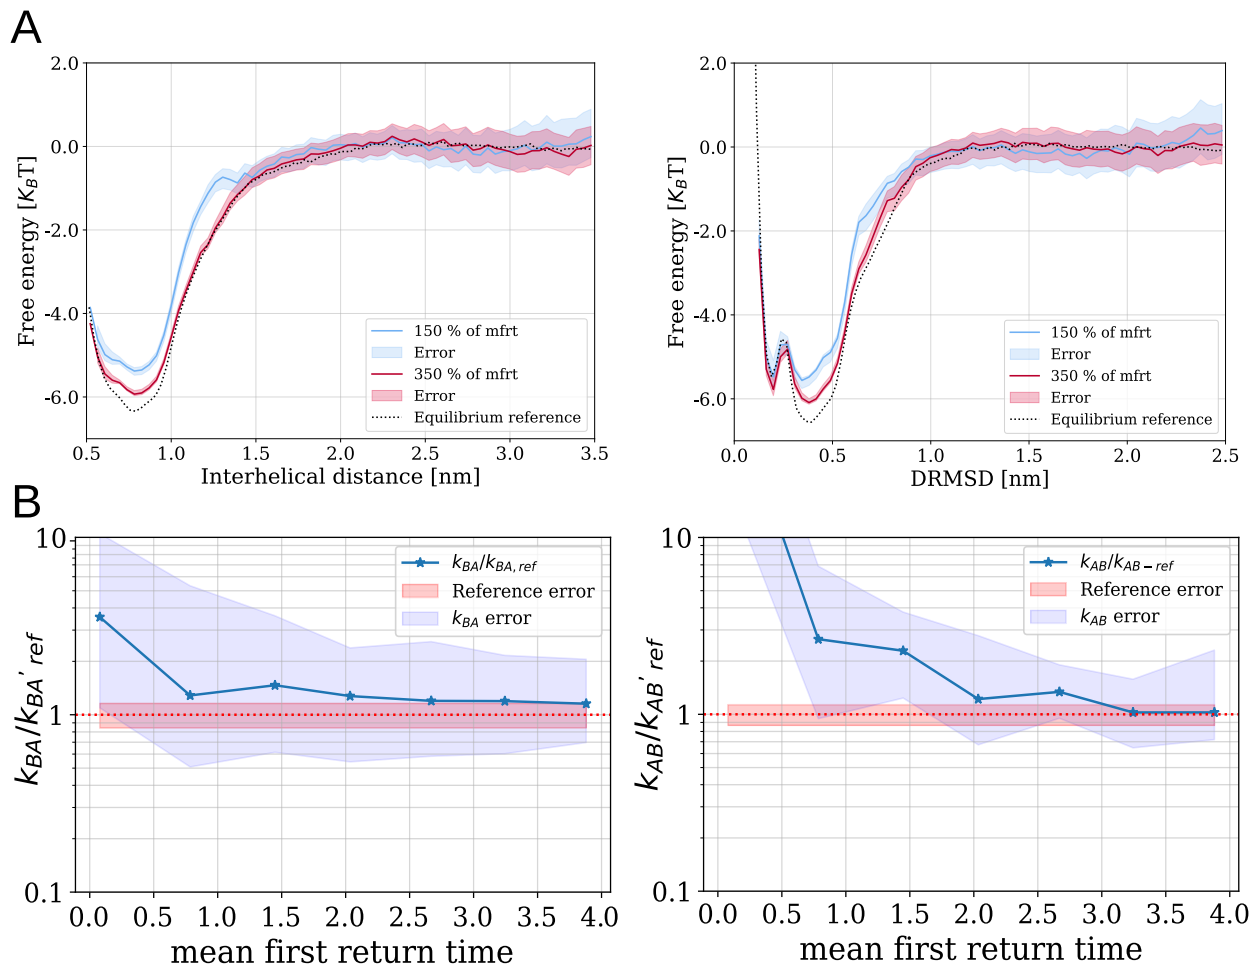 A
2.0
0.0
-2.0
-4.0
-6.0
Free energy [K_BT]
150 % of mfrt
Error
350 % of mfrt
Error
Equilibrium reference
0.5 1.0 1.5 2.0 2.5 3.0 3.5
Interhelical distance [nm]
2.0
0.0
-2.0
-4.0
-6.0
Free energy [K_BT]
150 % of mfrt
Error
350 % of mfrt
Error
Equilibrium reference
0.0 0.5 1.0 1.5 2.0 2.5
DRMSD [nm]
B
10
1
0.1
k_BA/k_BA'ref
k_BA/k_BA,ref
Reference error
k_BA error
0.0 0.5 1.0 1.5 2.0 2.5 3.0 3.5 4.0
mean first return time
10
1
0.1
k_AB/k_AB'ref
k_AB/k_AB−ref
Reference error
k_AB error
0.0 0.5 1.0 1.5 2.0 2.5 3.0 3.5 4.0
mean first return time